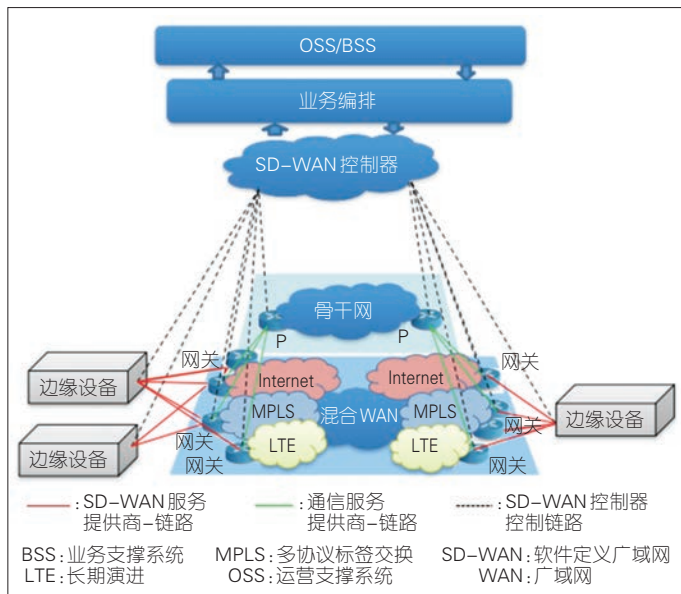 OSS/BSS
业务编排
SD-WAN 控制器
骨干网
P
P
网关
网关
边缘设备
Internet
Internet
MPLS
混合WAN
MPLS
边缘设备
边缘设备
网关
网关
LTE
LTE
网关
网关
:SD-WAN 服务
提供商-链路
:通信服务
提供商-链路
:SD-WAN 控制器
控制链路
BSS:业务支撑系统
MPLS:多协议标签交换
SD-WAN:软件定义广域网
LTE:长期演进
OSS:运营支撑系统
WAN:广域网